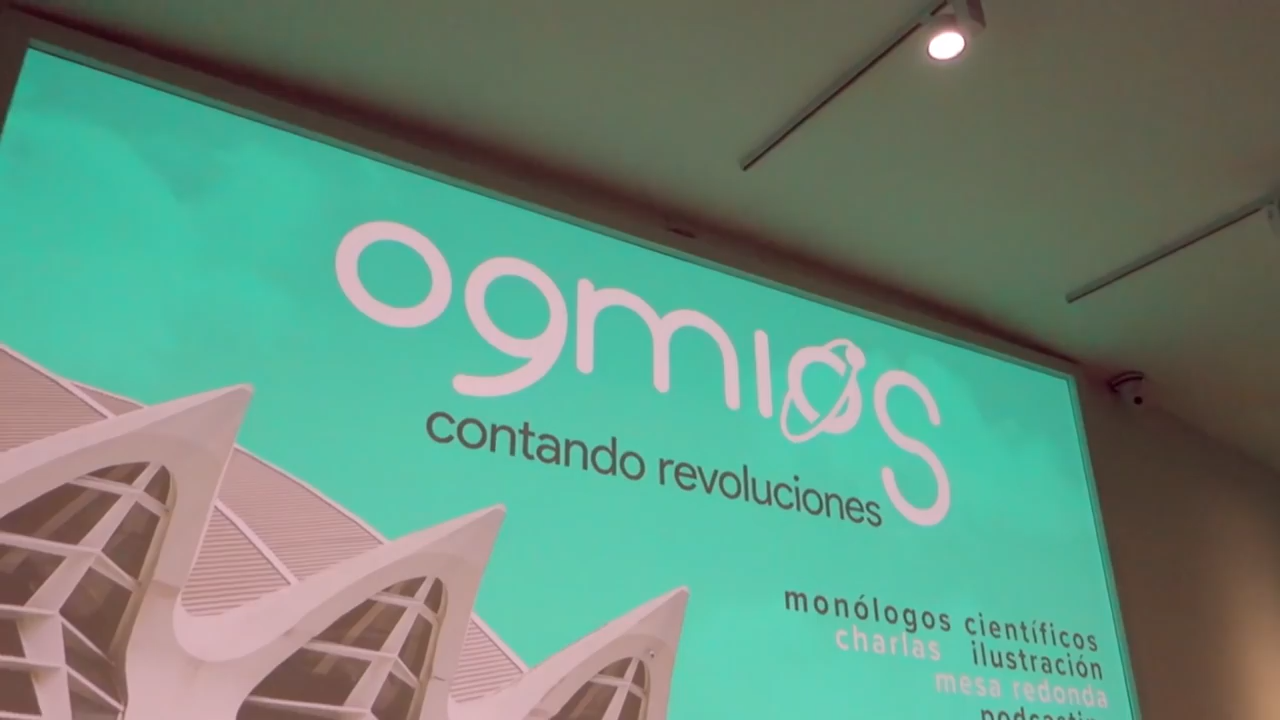 ogmios
contando revoluciones
monólogos científicos
charlas ilustración
mesa redonda